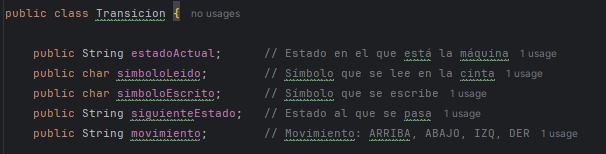 public class Transicion {   no usages
public String estadoActual;       // Estado en el que está la máquina   1 usage
public char simboloLeido;         // Símbolo que se lee en la cinta   1 usage
public char simboloEscrito;       // Símbolo que se escribe   1 usage
public String siguienteEstado;    // Estado al que se pasa   1 usage
public String movimiento;         // Movimiento: ARRIBA, ABAJO, IZQ, DER   1 usage